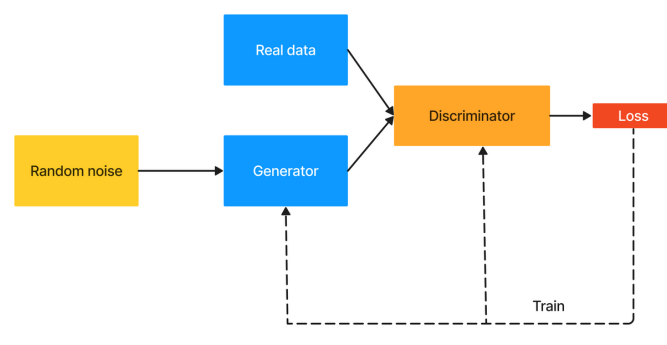 Real data
Discriminator
Loss
Random noise
Generator
Train